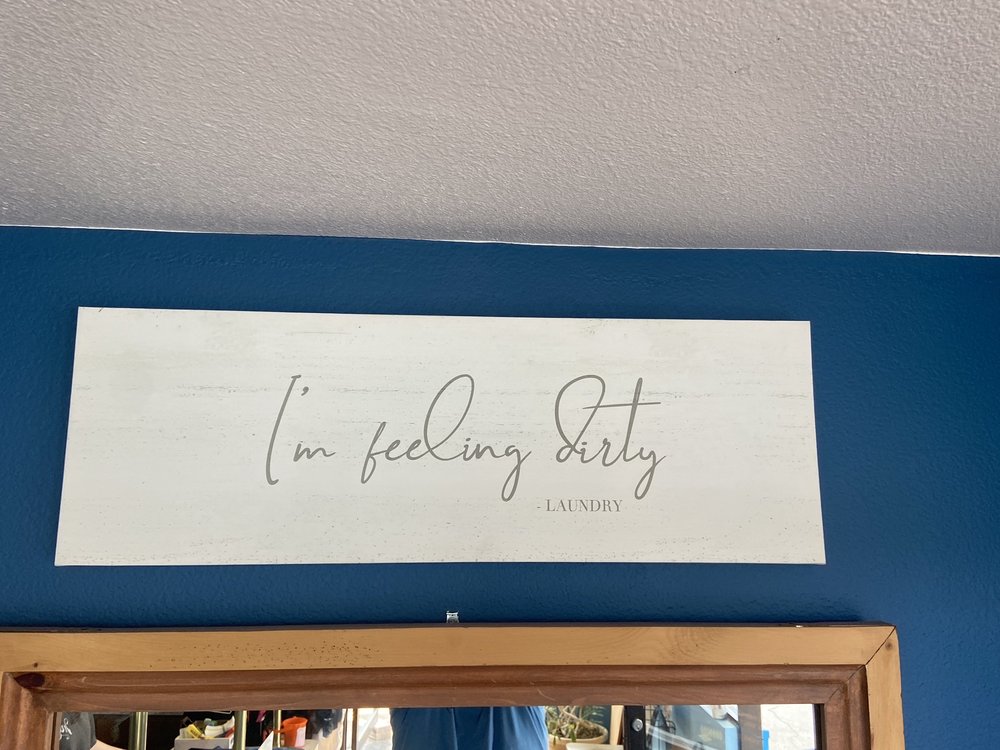 I'm feeling dirty
- LAUNDRY